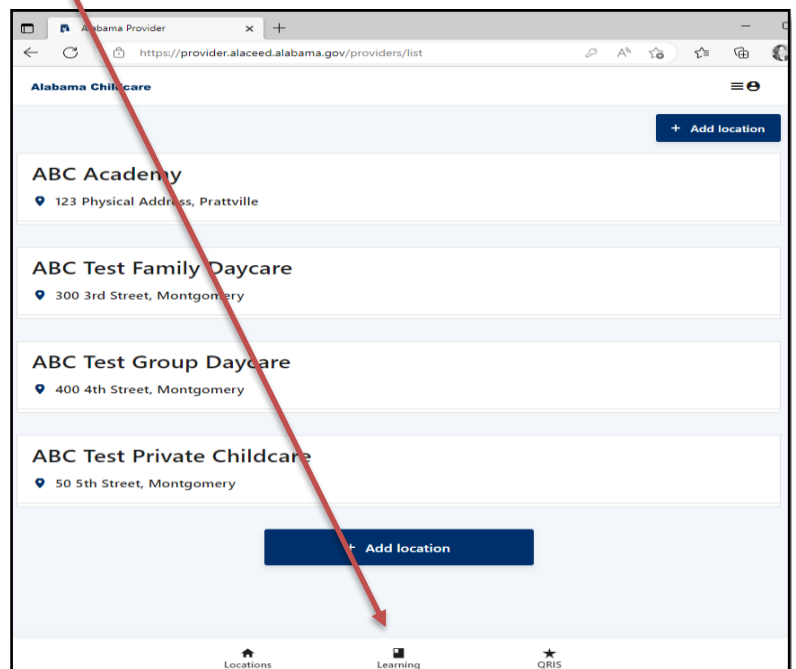 Alabama Provider
https://provider.alaceed.alabama.gov/providers/list
Alabama Childcare
+ Add location
ABC Academy
123 Physical Address, Prattville
ABC Test Family Daycare
300 3rd Street, Montgomery
ABC Test Group Daycare
400 4th Street, Montgomery
ABC Test Private Childcare
50 5th Street, Montgomery
+ Add location
Locations Learning QRIS